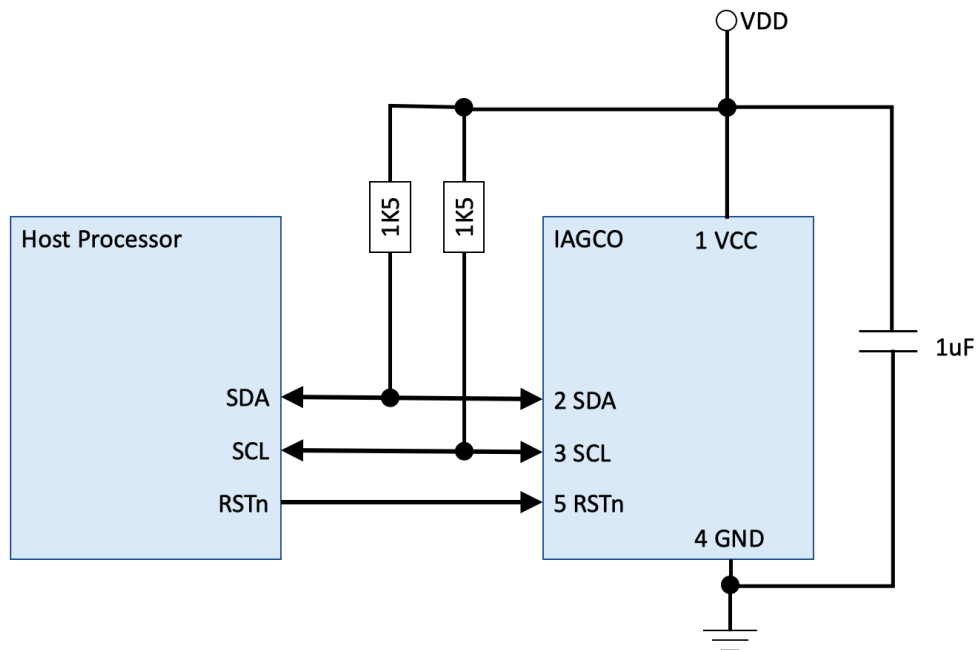 VDD
1K5
1K5
Host Processor
IAGCO
1 VCC
1uF
SDA
2 SDA
SCL
3 SCL
RSTn
5 RSTn
4 GND